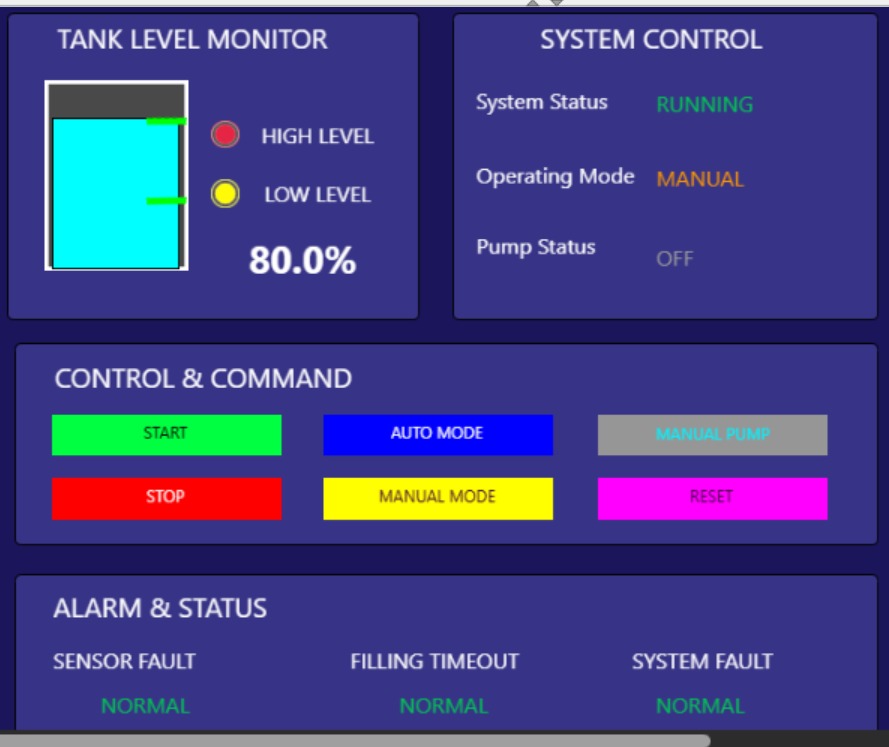 TANK LEVEL MONITOR
HIGH LEVEL
LOW LEVEL
80.0%
SYSTEM CONTROL
System Status RUNNING
Operating Mode MANUAL
Pump Status OFF
CONTROL & COMMAND
START AUTO MODE MANUAL PUMP
STOP MANUAL MODE RESET
ALARM & STATUS
SENSOR FAULT FILLING TIMEOUT SYSTEM FAULT
NORMAL NORMAL NORMAL